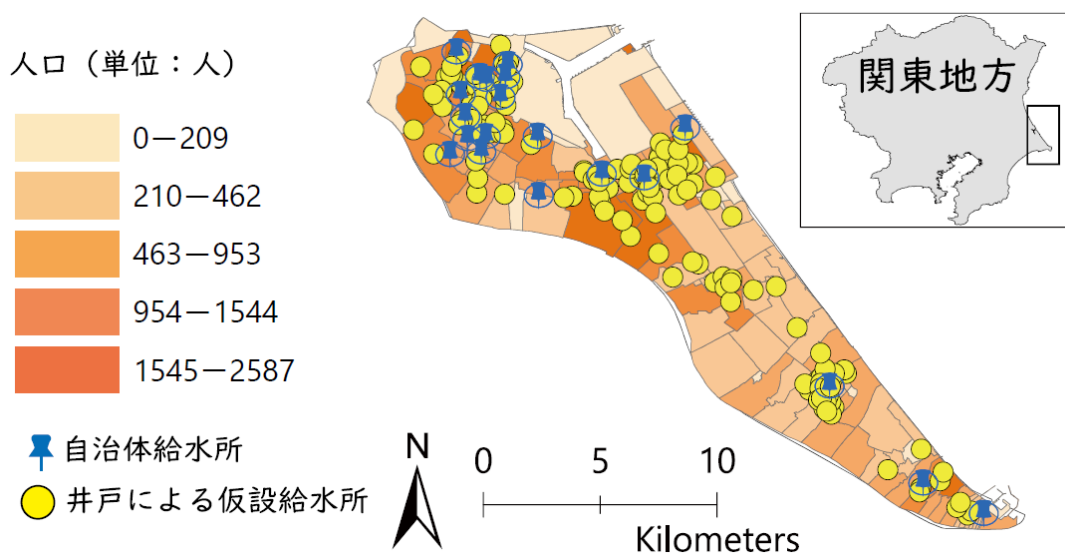 人口（単位：人）
0－209
210－462
463－953
954－1544
1545－2587
自治体給水所
井戸による仮設給水所
N
0 5 10
Kilometers
関東地方